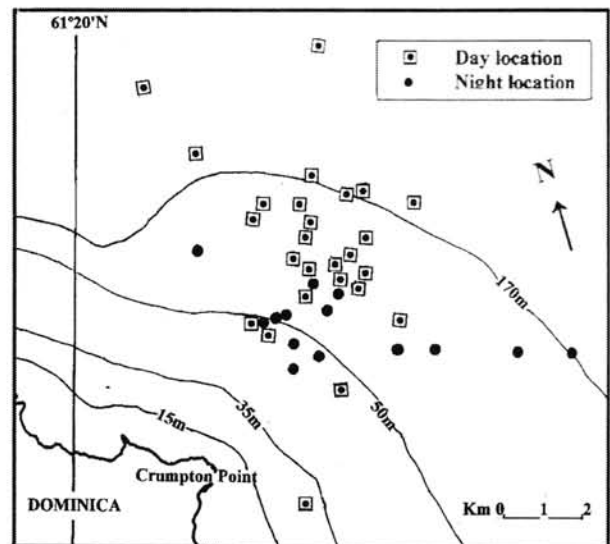 61°20'N
Day location
Night location
N
170m
50m
35m
15m
Crumpton Point
DOMINICA
Km 0 1 2